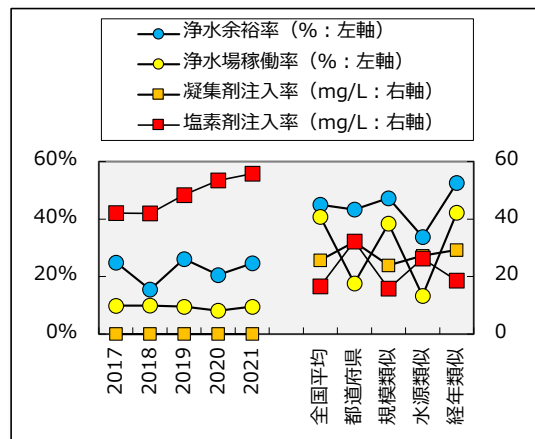 浄水余裕率（%：左軸）
浄水場稼働率（%：左軸）
凝集剤注入率（mg/L：右軸）
塩素剤注入率（mg/L：右軸）
60%
40%
20%
0%
60
40
20
0
2017
2018
2019
2020
2021
全国平均
都道府県
規模類似
水源類似
経年類似